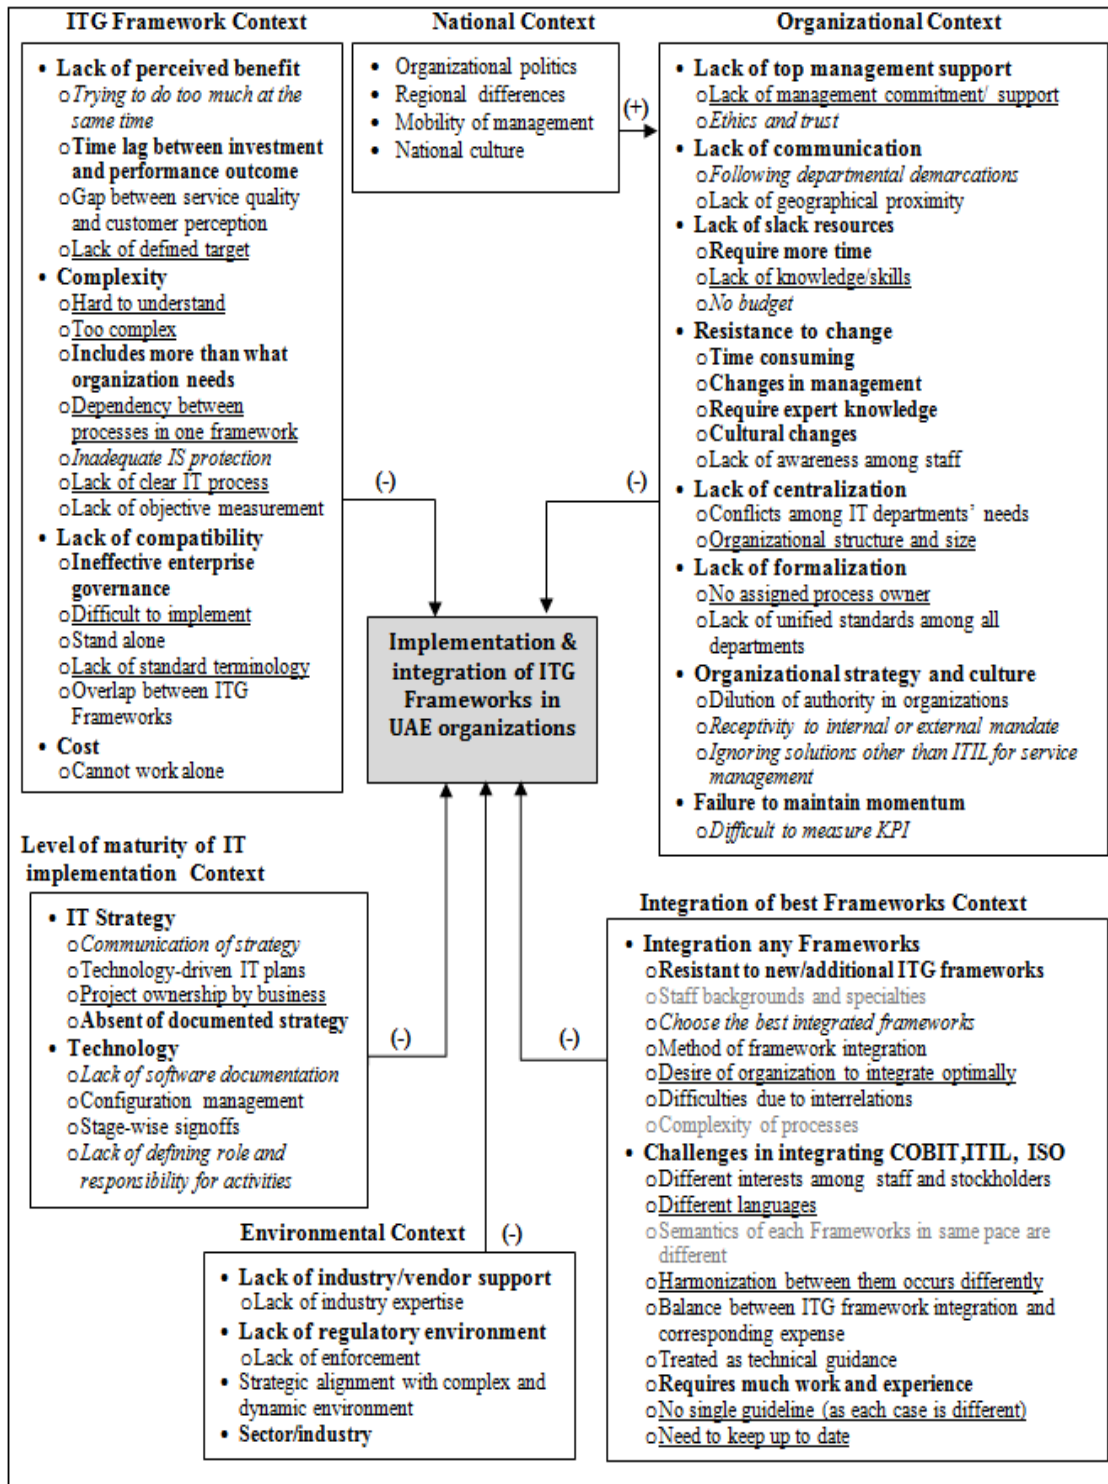 ITG Framework Context
• Lack of perceived benefit
o Trying to do too much at the
same time
o Time lag between investment
and performance outcome
o Gap between service quality
and customer perception
o Lack of defined target
• Complexity
o Hard to understand
o Too complex
o Includes more than what
organization needs
o Dependency between
processes in one framework
o Inadequate IS protection
o Lack of clear IT process
o Lack of objective measurement
• Lack of compatibility
o Ineffective enterprise
governance
o Difficult to implement
o Stand alone
o Lack of standard terminology
o Overlap between ITG
Frameworks
• Cost
o Cannot work alone
National Context
• Organizational politics
• Regional differences
• Mobility of management
• National culture
(+)
Organizational Context
• Lack of top management support
o Lack of management commitment/ support
o Ethics and trust
• Lack of communication
o Following departmental demarcations
o Lack of geographical proximity
• Lack of slack resources
o Require more time
o Lack of knowledge/skills
o No budget
• Resistance to change
o Time consuming
o Changes in management
o Require expert knowledge
o Cultural changes
o Lack of awareness among staff
• Lack of centralization
o Conflicts among IT departments' needs
o Organizational structure and size
• Lack of formalization
o No assigned process owner
o Lack of unified standards among all
departments
• Organizational strategy and culture
o Dilution of authority in organizations
o Receptivity to internal or external mandate
o Ignoring solutions other than ITIL for service
management
• Failure to maintain momentum
o Difficult to measure KPI
(-)
(-)
Implementation &
integration of ITG
Frameworks in
UAE organizations
Level of maturity of IT
implementation Context
• IT Strategy
o Communication of strategy
o Technology-driven IT plans
o Project ownership by business
o Absent of documented strategy
• Technology
o Lack of software documentation
o Configuration management
o Stage-wise signoffs
o Lack of defining role and
responsibility for activities
(-)
(-)
Environmental Context
(-)
• Lack of industry/vendor support
o Lack of industry expertise
• Lack of regulatory environment
o Lack of enforcement
• Strategic alignment with complex and
dynamic environment
• Sector/industry
Integration of best Frameworks Context
• Integration any Frameworks
o Resistant to new/additional ITG frameworks
o Staff backgrounds and specialties
o Choose the best integrated frameworks
o Method of framework integration
o Desire of organization to integrate optimally
o Difficulties due to interrelations
o Complexity of processes
• Challenges in integrating COBIT,ITIL, ISO
o Different interests among staff and stockholders
o Different languages
o Semantics of each Frameworks in same pace are
different
o Harmonization between them occurs differently
o Balance between ITG framework integration and
corresponding expense
o Treated as technical guidance
o Requires much work and experience
o No single guideline (as each case is different)
o Need to keep up to date